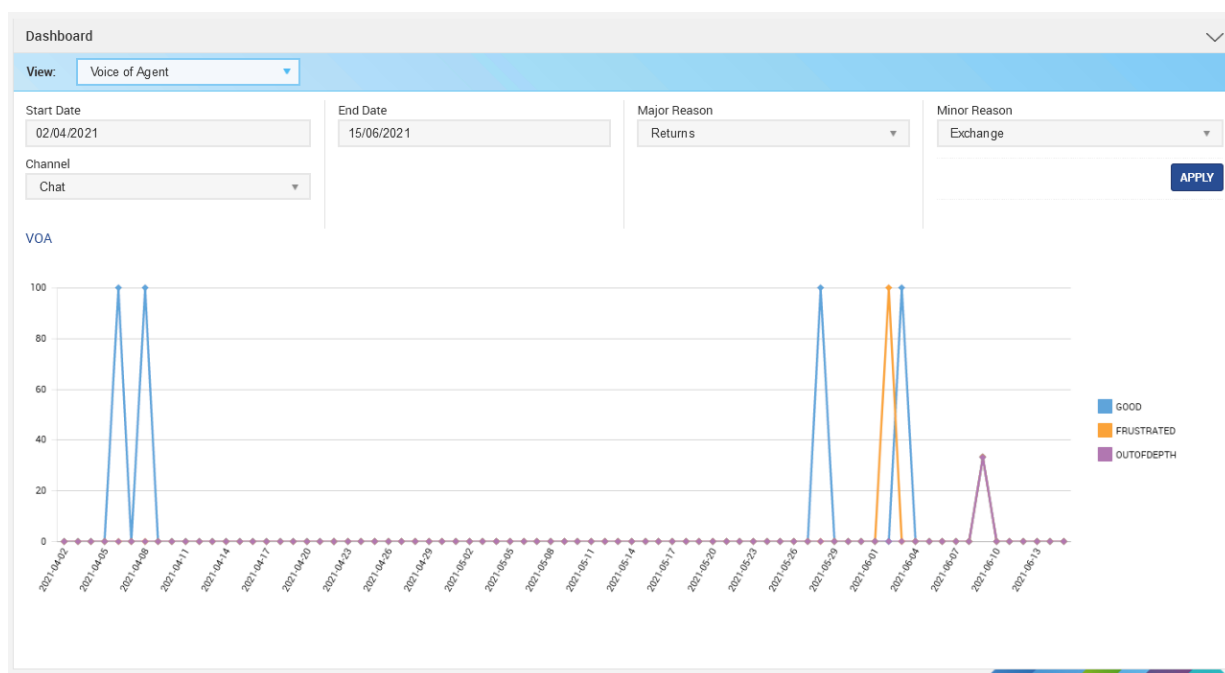 Dashboard
View: Voice of Agent
Start Date End Date Major Reason Minor Reason
02/04/2021 15/06/2021 Returns Exchange
Channel
Chat
APPLY
VOA
100
80
60
40
20
0
GOOD
FRUSTRATED
OUTOFDEPTH
2021-04-02 2021-04-05 2021-04-08 2021-04-11 2021-04-14 2021-04-17 2021-04-20 2021-04-23 2021-04-26 2021-04-29 2021-05-02 2021-05-05 2021-05-08 2021-05-11 2021-05-14 2021-05-17 2021-05-20 2021-05-23 2021-05-26 2021-05-29 2021-06-01 2021-06-04 2021-06-07 2021-06-10 2021-06-13